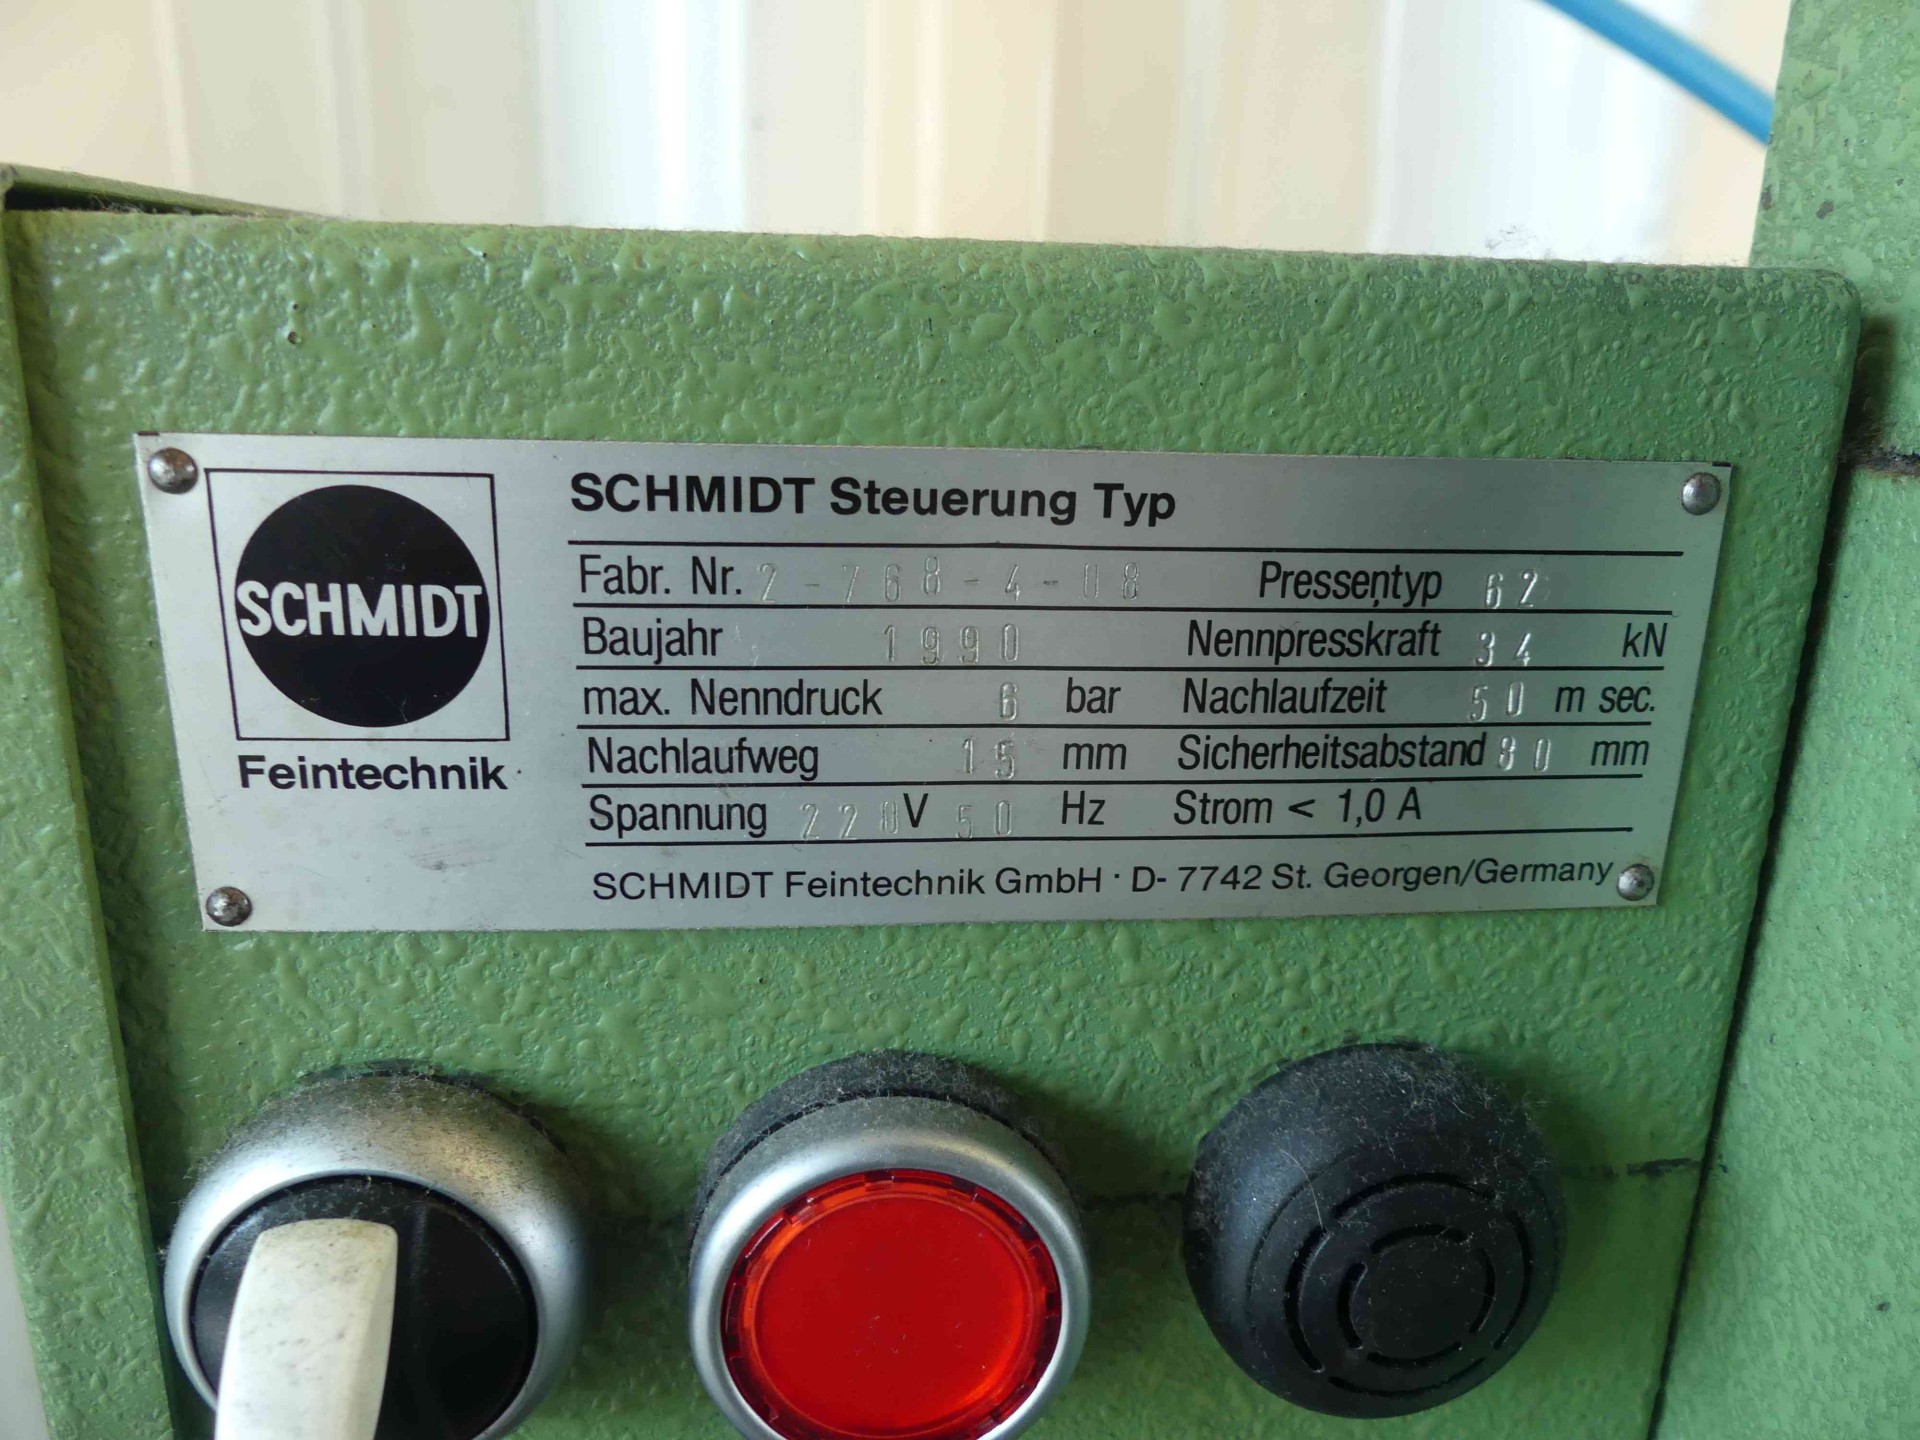 SCHMIDT
Feintechnik
SCHMIDT Steuerung Typ
Fabr. Nr. 2-768-4-08 Pressentyp 62
Baujahr 1990 Nennpresskraft 34 kN
max. Nenndruck 6 bar Nachlaufzeit 50 m sec.
Nachlaufweg 15 mm Sicherheitsabstand 80 mm
Spannung 220 V 50 Hz Strom < 1,0 A
SCHMIDT Feintechnik GmbH · D- 7742 St. Georgen/Germany